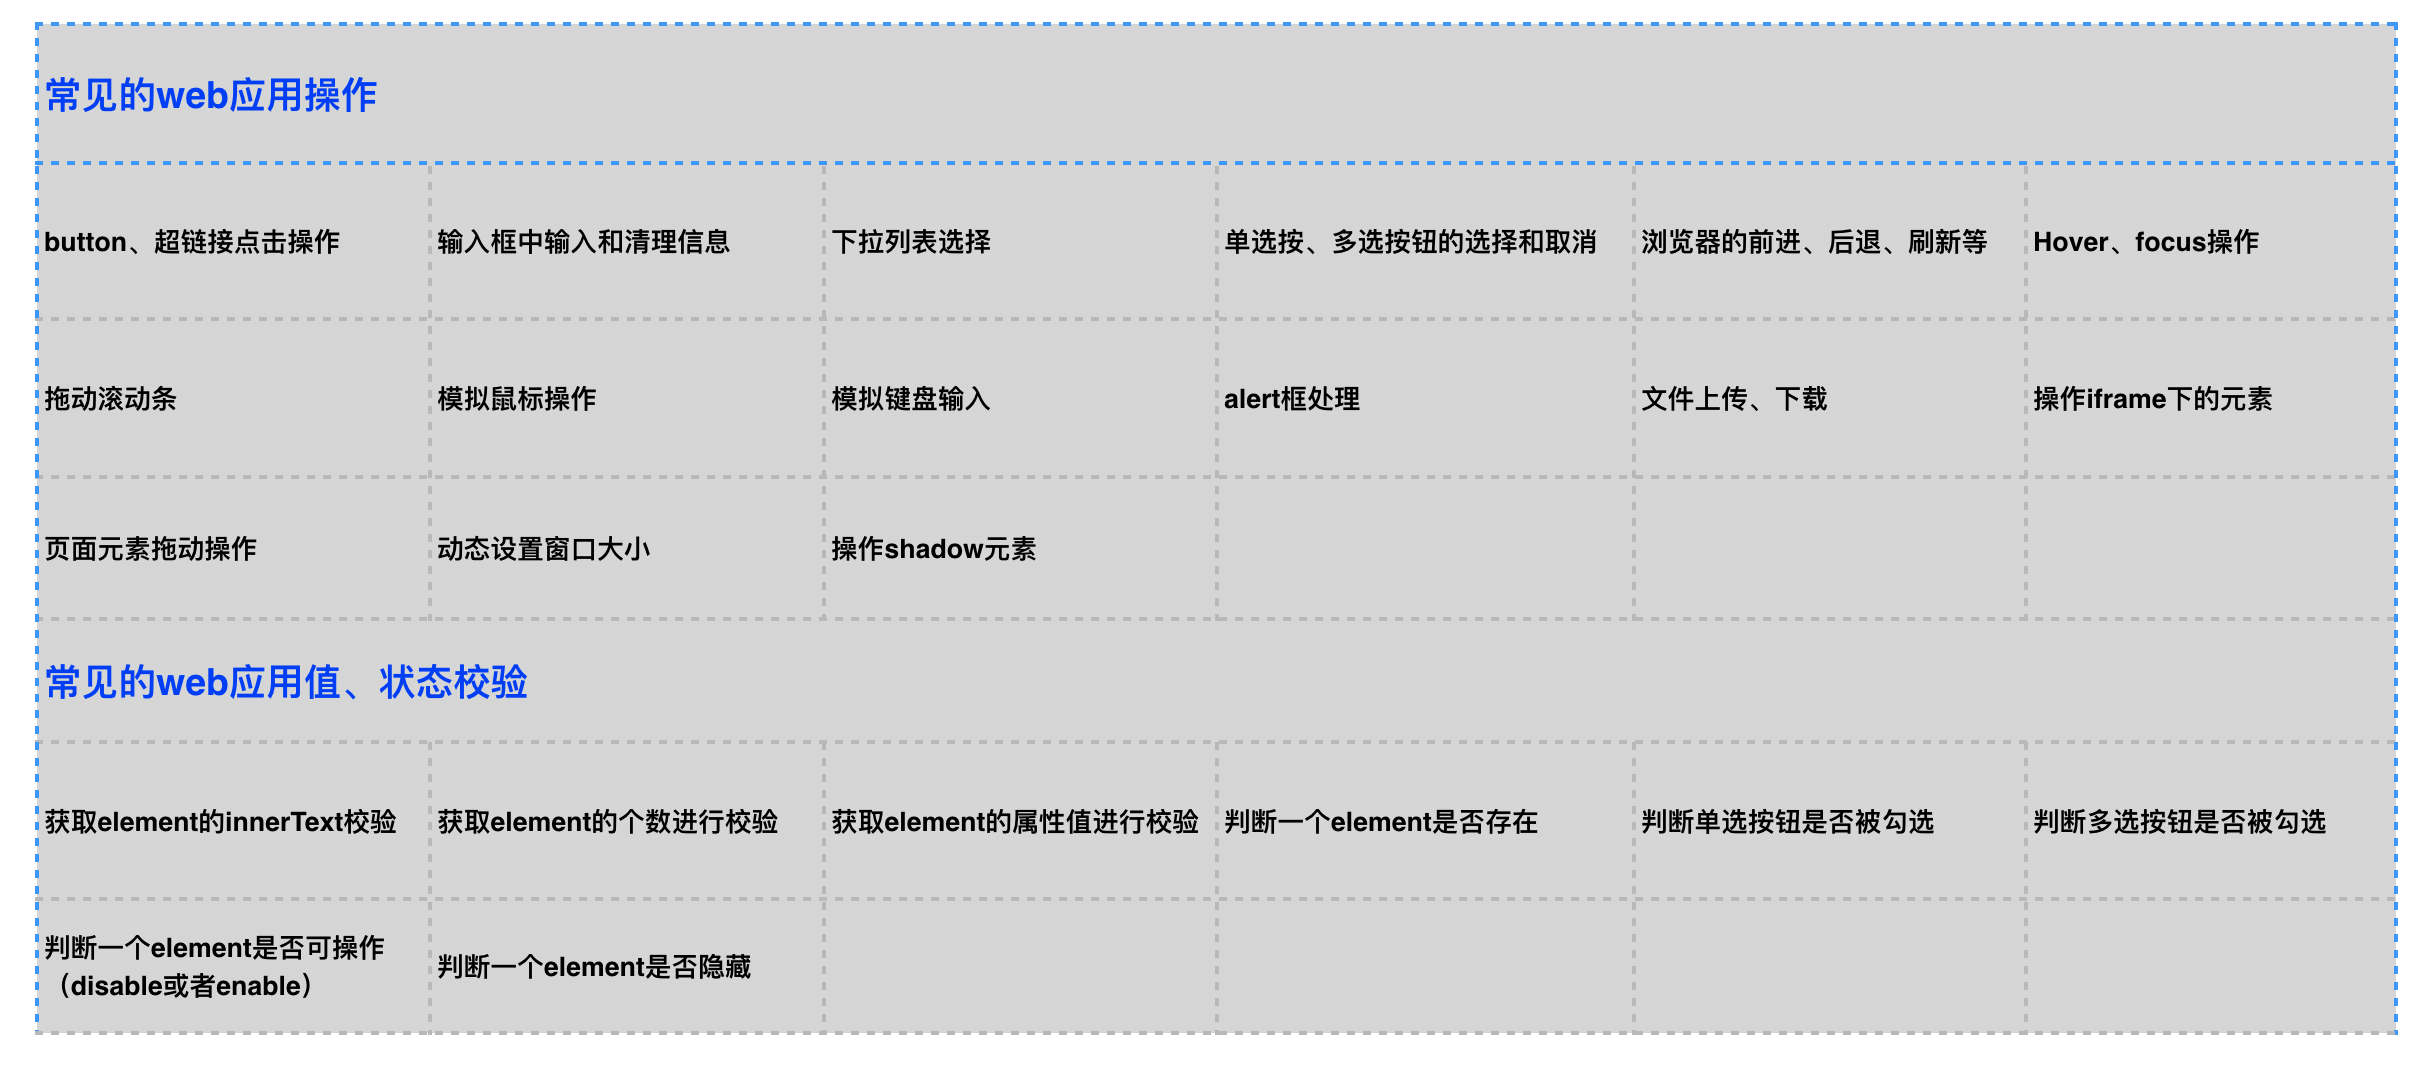 常见的web应用操作
button、超链接点击操作
输入框中输入和清理信息
下拉列表选择
单选按、多选按钮的选择和取消
浏览器的前进、后退、刷新等
Hover、focus操作
拖动滚动条
模拟鼠标操作
模拟键盘输入
alert框处理
文件上传、下载
操作iframe下的元素
页面元素拖动操作
动态设置窗口大小
操作shadow元素
常见的web应用值、状态校验
获取element的innerText校验
获取element的个数进行校验
获取element的属性值进行校验
判断一个element是否存在
判断单选按钮是否被勾选
判断多选按钮是否被勾选
判断一个element是否可操作
（disable或者enable）
判断一个element是否隐藏